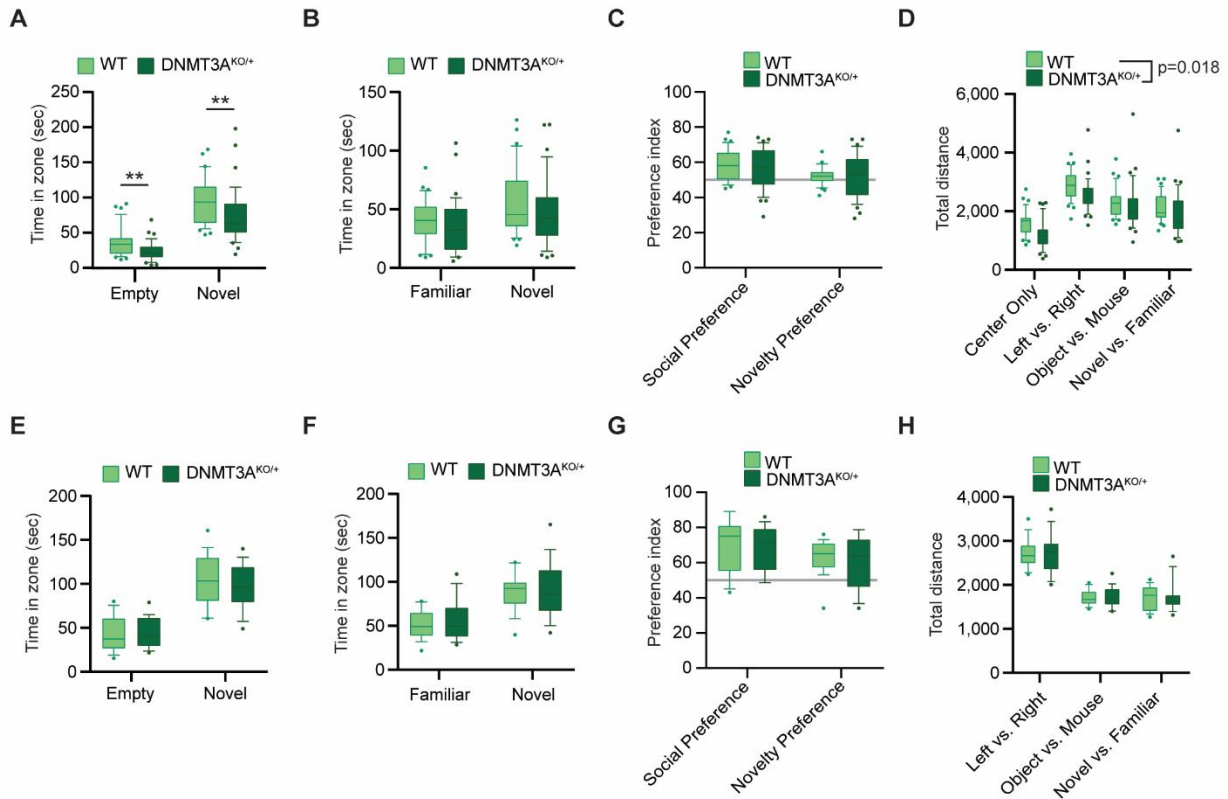 A
WT DNMT3AKO/+
Time in zone (sec)
250
200
150
100
50
0
**
**
Empty Novel
B
WT DNMT3AKO/+
Time in zone (sec)
150
100
50
0
Familiar Novel
C
WT
DNMT3AKO/+
Preference index
100
80
60
40
20
0
Social Preference
Novelty Preference
D
WT
DNMT3AKO/+
p=0.018
Total distance
6,000
4,000
2,000
0
Center Only
Left vs. Right
Object vs. Mouse
Novel vs. Familiar
E
WT DNMT3AKO/+
Time in zone (sec)
200
150
100
50
0
Empty Novel
F
WT DNMT3AKO/+
Time in zone (sec)
200
150
100
50
0
Familiar Novel
G
WT
DNMT3AKO/+
Preference index
100
80
60
40
20
0
Social Preference
Novelty Preference
H
WT
DNMT3AKO/+
Total distance
4,000
3,000
2,000
1,000
0
Left vs. Right
Object vs. Mouse
Novel vs. Familiar